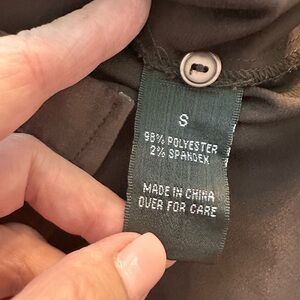 S
98% POLYESTER
2% SPANDEX
MADE IN CHINA
OVER FOR CARE